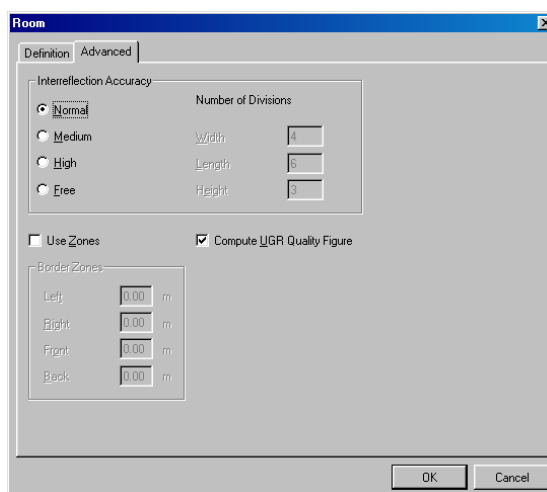 Room
Definition Advanced
Interreflection Accuracy
Normal
Medium
High
Free
Number of Divisions
Width 4
Length 6
Height 3
Use Zones
Compute UGR Quality Figure
Border Zones
Left 0.00 m
Right 0.00 m
Front 0.00 m
Back 0.00 m
OK Cancel